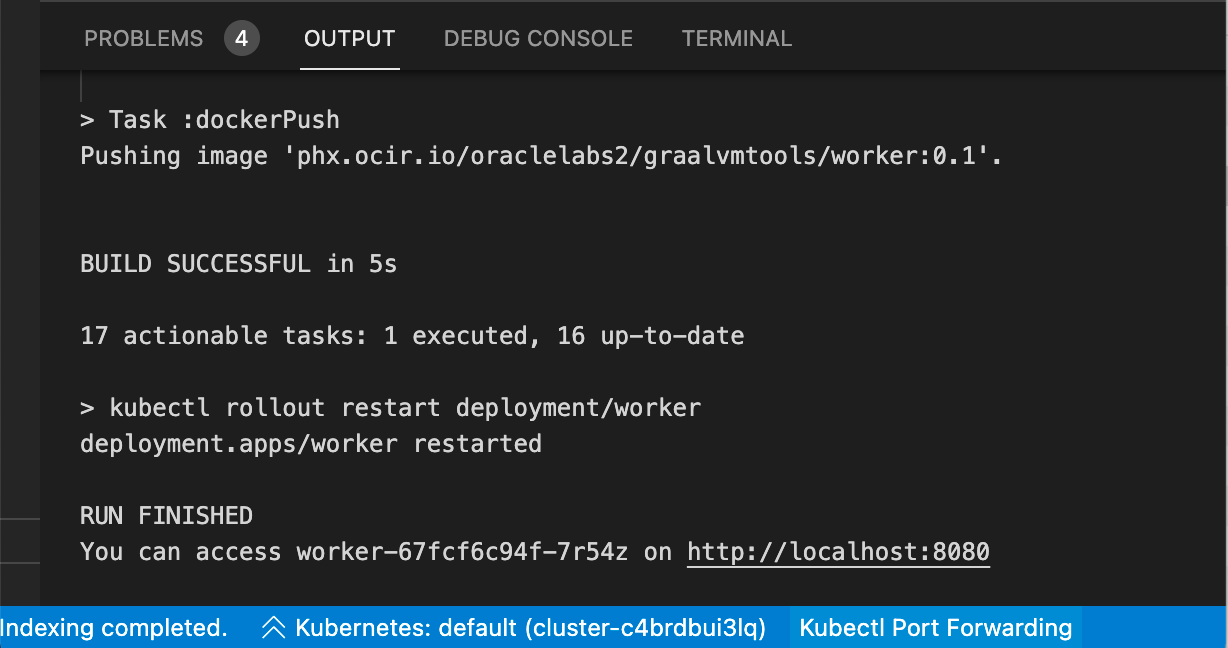 PROBLEMS 4 OUTPUT DEBUG CONSOLE TERMINAL
> Task :dockerPush
Pushing image 'phx.ocir.io/oraclelabs2/graalvmtools/worker:0.1'.
BUILD SUCCESSFUL in 5s
17 actionable tasks: 1 executed, 16 up-to-date
> kubectl rollout restart deployment/worker
deployment.apps/worker restarted
RUN FINISHED
You can access worker-67fcf6c94f-7r54z on http://localhost:8080
Indexing completed. Kubernetes: default (cluster-c4brdbui3lq) Kubectl Port Forwarding